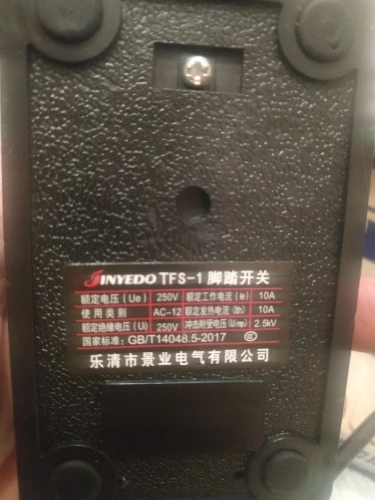 JINYEDO TFS-1 脚踏开关
额定电压(Ue) 250V 额定工作电流(Ie) 10A
使用类别 AC-12 额定发热电流(Ith) 10A
额定绝缘电压(Ui) 250V 冲击耐受电压(Uimp) 2.5kV
国家标准: GB/T14048.5-2017
乐清市景业电气有限公司